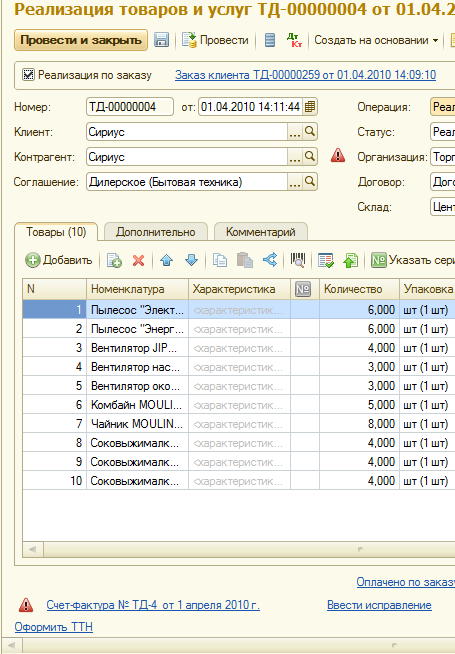 Реализация товаров и услуг ТД-00000004 от 01.04.2
Провести и закрыть Провести Дт Кт Создать на основании
Реализация по заказу Заказ клиента ТД-00000259 от 01.04.2010 14:09:10
Номер: ТД-00000004 от: 01.04.2010 14:11:44 Операция: Реал
Клиент: Сириус ... Статус: Реал
Контрагент: Сириус ... Организация: Торг
Соглашение: Дилерское (Бытовая техника) ... Договор: Дого
Склад: Цент
Товары (10) Дополнительно Комментарий
Добавить № Указать сери
N Номенклатура Характеристика № Количество Упаковка
1 Пылесос "Элект... <характеристик... 6,000 шт (1 шт)
2 Пылесос "Энерг... <характеристик... 6,000 шт (1 шт)
3 Вентилятор JIP... <характеристик... 4,000 шт (1 шт)
4 Вентилятор нас... <характеристик... 3,000 шт (1 шт)
5 Вентилятор око... <характеристик... 3,000 шт (1 шт)
6 Комбайн MOULI... <характеристик... 5,000 шт (1 шт)
7 Чайник MOULIN... <характеристик... 8,000 шт (1 шт)
8 Соковыжималк... <характеристик... 4,000 шт (1 шт)
9 Соковыжималк... <характеристик... 4,000 шт (1 шт)
10 Соковыжималк... <характеристик... 4,000 шт (1 шт)
Оплачено по заказу
Счет-фактура № ТД-4 от 1 апреля 2010 г. Ввести исправление
Оформить ТТН